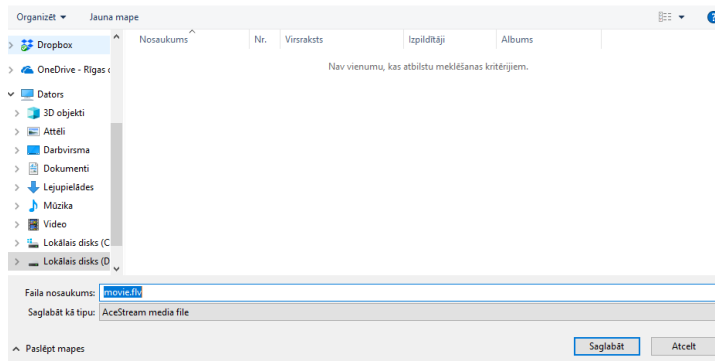 Organizēt Jauna mape
Nosaukums Nr. Virsraksts Izpildītāji Albums
Nav vienumu, kas atbilstu meklēšanas kritērijiem.
Dropbox
OneDrive - Rīgas
Dators
3D objekti
Attēli
Darbvirsma
Dokumenti
Lejupielādes
Mūzika
Video
Lokālais disks (C
Lokālais disks (D
Faila nosaukums: movie.flv
Saglabāt kā tipu: AceStream media file
Paslēpt mapes Saglabāt Atcelt